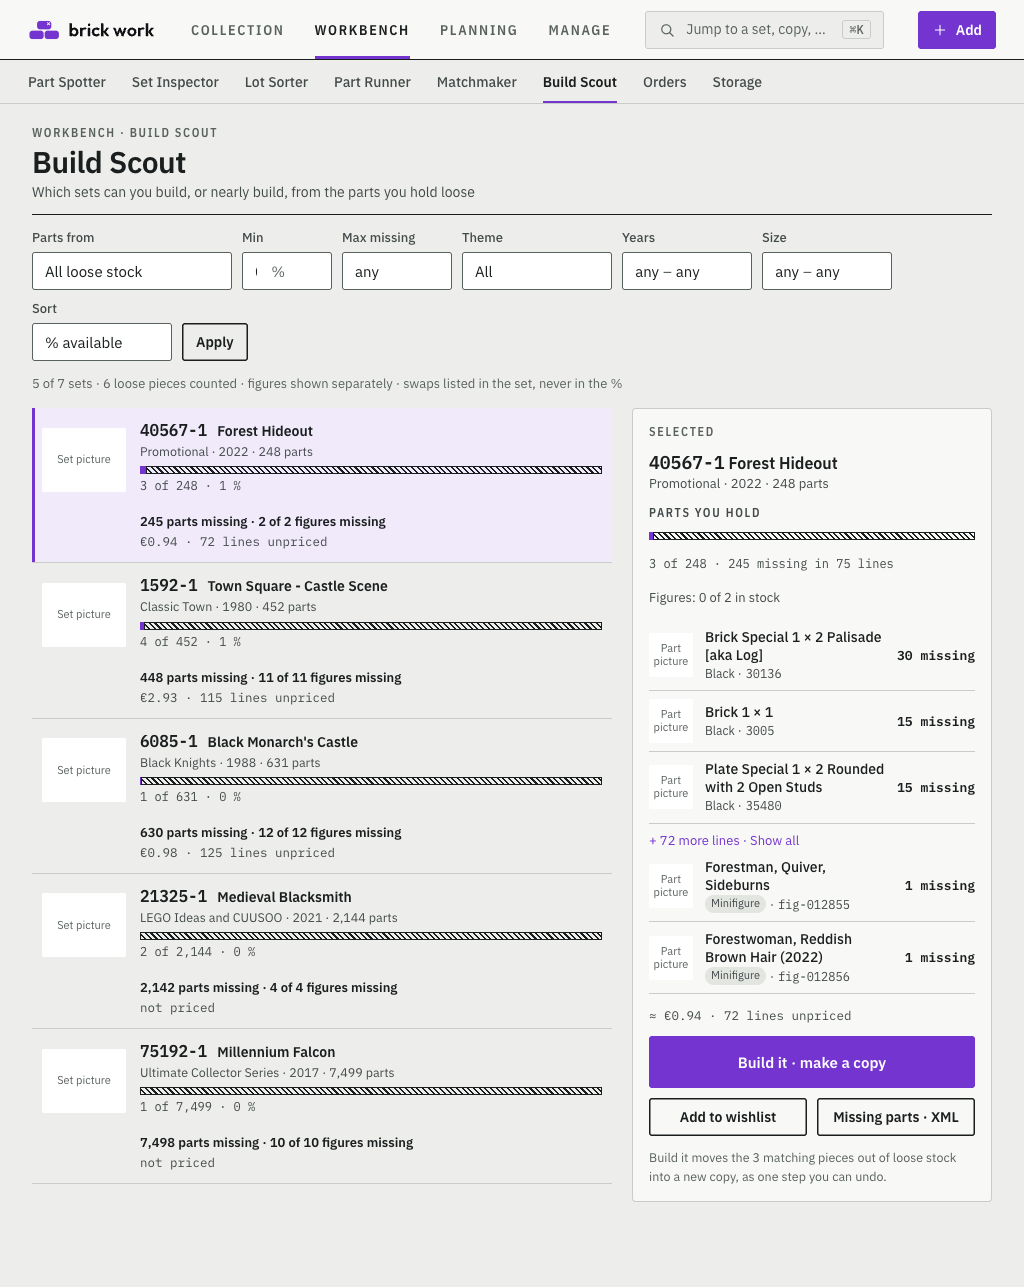 brick work
COLLECTION
WORKBENCH
PLANNING
MANAGE
Jump to a set, copy, ...
⌘K
+ Add
Part Spotter
Set Inspector
Lot Sorter
Part Runner
Matchmaker
Build Scout
Orders
Storage
WORKBENCH · BUILD SCOUT
Build Scout
Which sets can you build, or nearly build, from the parts you hold loose
Parts from
Min
Max missing
Theme
Years
Size
All loose stock
%
any
All
any – any
any – any
Sort
% available
Apply
5 of 7 sets · 6 loose pieces counted · figures shown separately · swaps listed in the set, never in the %
Set picture
40567-1 Forest Hideout
Promotional · 2022 · 248 parts
3 of 248 · 1 %
245 parts missing · 2 of 2 figures missing
€0.94 · 72 lines unpriced
Set picture
1592-1 Town Square - Castle Scene
Classic Town · 1980 · 452 parts
4 of 452 · 1 %
448 parts missing · 11 of 11 figures missing
€2.93 · 115 lines unpriced
Set picture
6085-1 Black Monarch's Castle
Black Knights · 1988 · 631 parts
1 of 631 · 0 %
630 parts missing · 12 of 12 figures missing
€0.98 · 125 lines unpriced
Set picture
21325-1 Medieval Blacksmith
LEGO Ideas and CUUSOO · 2021 · 2,144 parts
2 of 2,144 · 0 %
2,142 parts missing · 4 of 4 figures missing
not priced
Set picture
75192-1 Millennium Falcon
Ultimate Collector Series · 2017 · 7,499 parts
1 of 7,499 · 0 %
7,498 parts missing · 10 of 10 figures missing
not priced
SELECTED
40567-1 Forest Hideout
Promotional · 2022 · 248 parts
PARTS YOU HOLD
3 of 248 · 245 missing in 75 lines
Figures: 0 of 2 in stock
Part
picture
Brick Special 1 × 2 Palisade
[aka Log]
Black · 30136
30 missing
Part
picture
Brick 1 × 1
Black · 3005
15 missing
Part
picture
Plate Special 1 × 2 Rounded
with 2 Open Studs
Black · 35480
15 missing
+ 72 more lines · Show all
Part
picture
Forestman, Quiver,
Sideburns
Minifigure · fig-012855
1 missing
Part
picture
Forestwoman, Reddish
Brown Hair (2022)
Minifigure · fig-012856
1 missing
≈ €0.94 · 72 lines unpriced
Build it · make a copy
Add to wishlist
Missing parts · XML
Build it moves the 3 matching pieces out of loose stock
into a new copy, as one step you can undo.